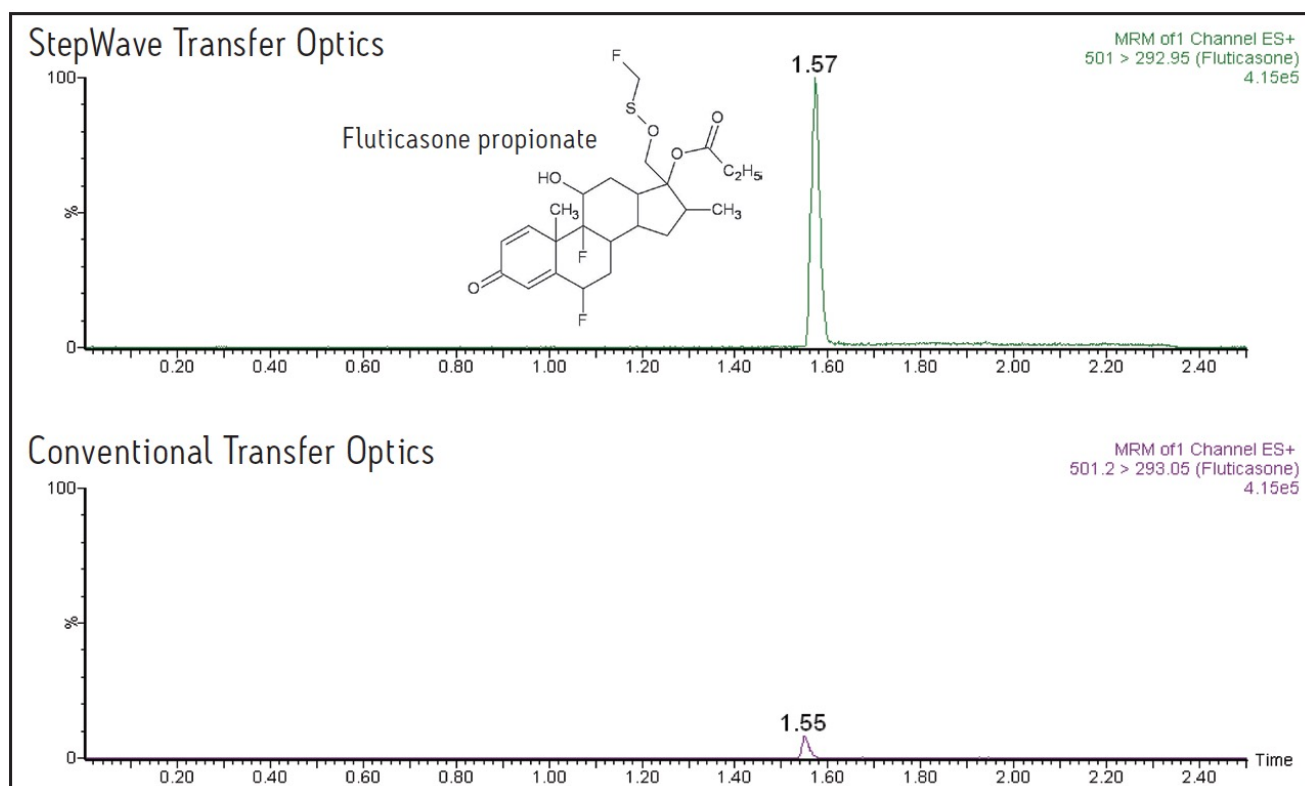 StepWave Transfer Optics
MRM of1 Channel ES+
501 > 292.95 (Fluticasone)
4.15e5
100
%
0
1.57
Fluticasone propionate
F
S
O
O
O
C₂H₅
HO
CH₃
CH₃
F
O
F
0.20 0.40 0.60 0.80 1.00 1.20 1.40 1.60 1.80 2.00 2.20 2.40
Conventional Transfer Optics
MRM of1 Channel ES+
501.2 > 293.05 (Fluticasone)
4.15e5
100
%
0
1.55
0.20 0.40 0.60 0.80 1.00 1.20 1.40 1.60 1.80 2.00 2.20 2.40
Time